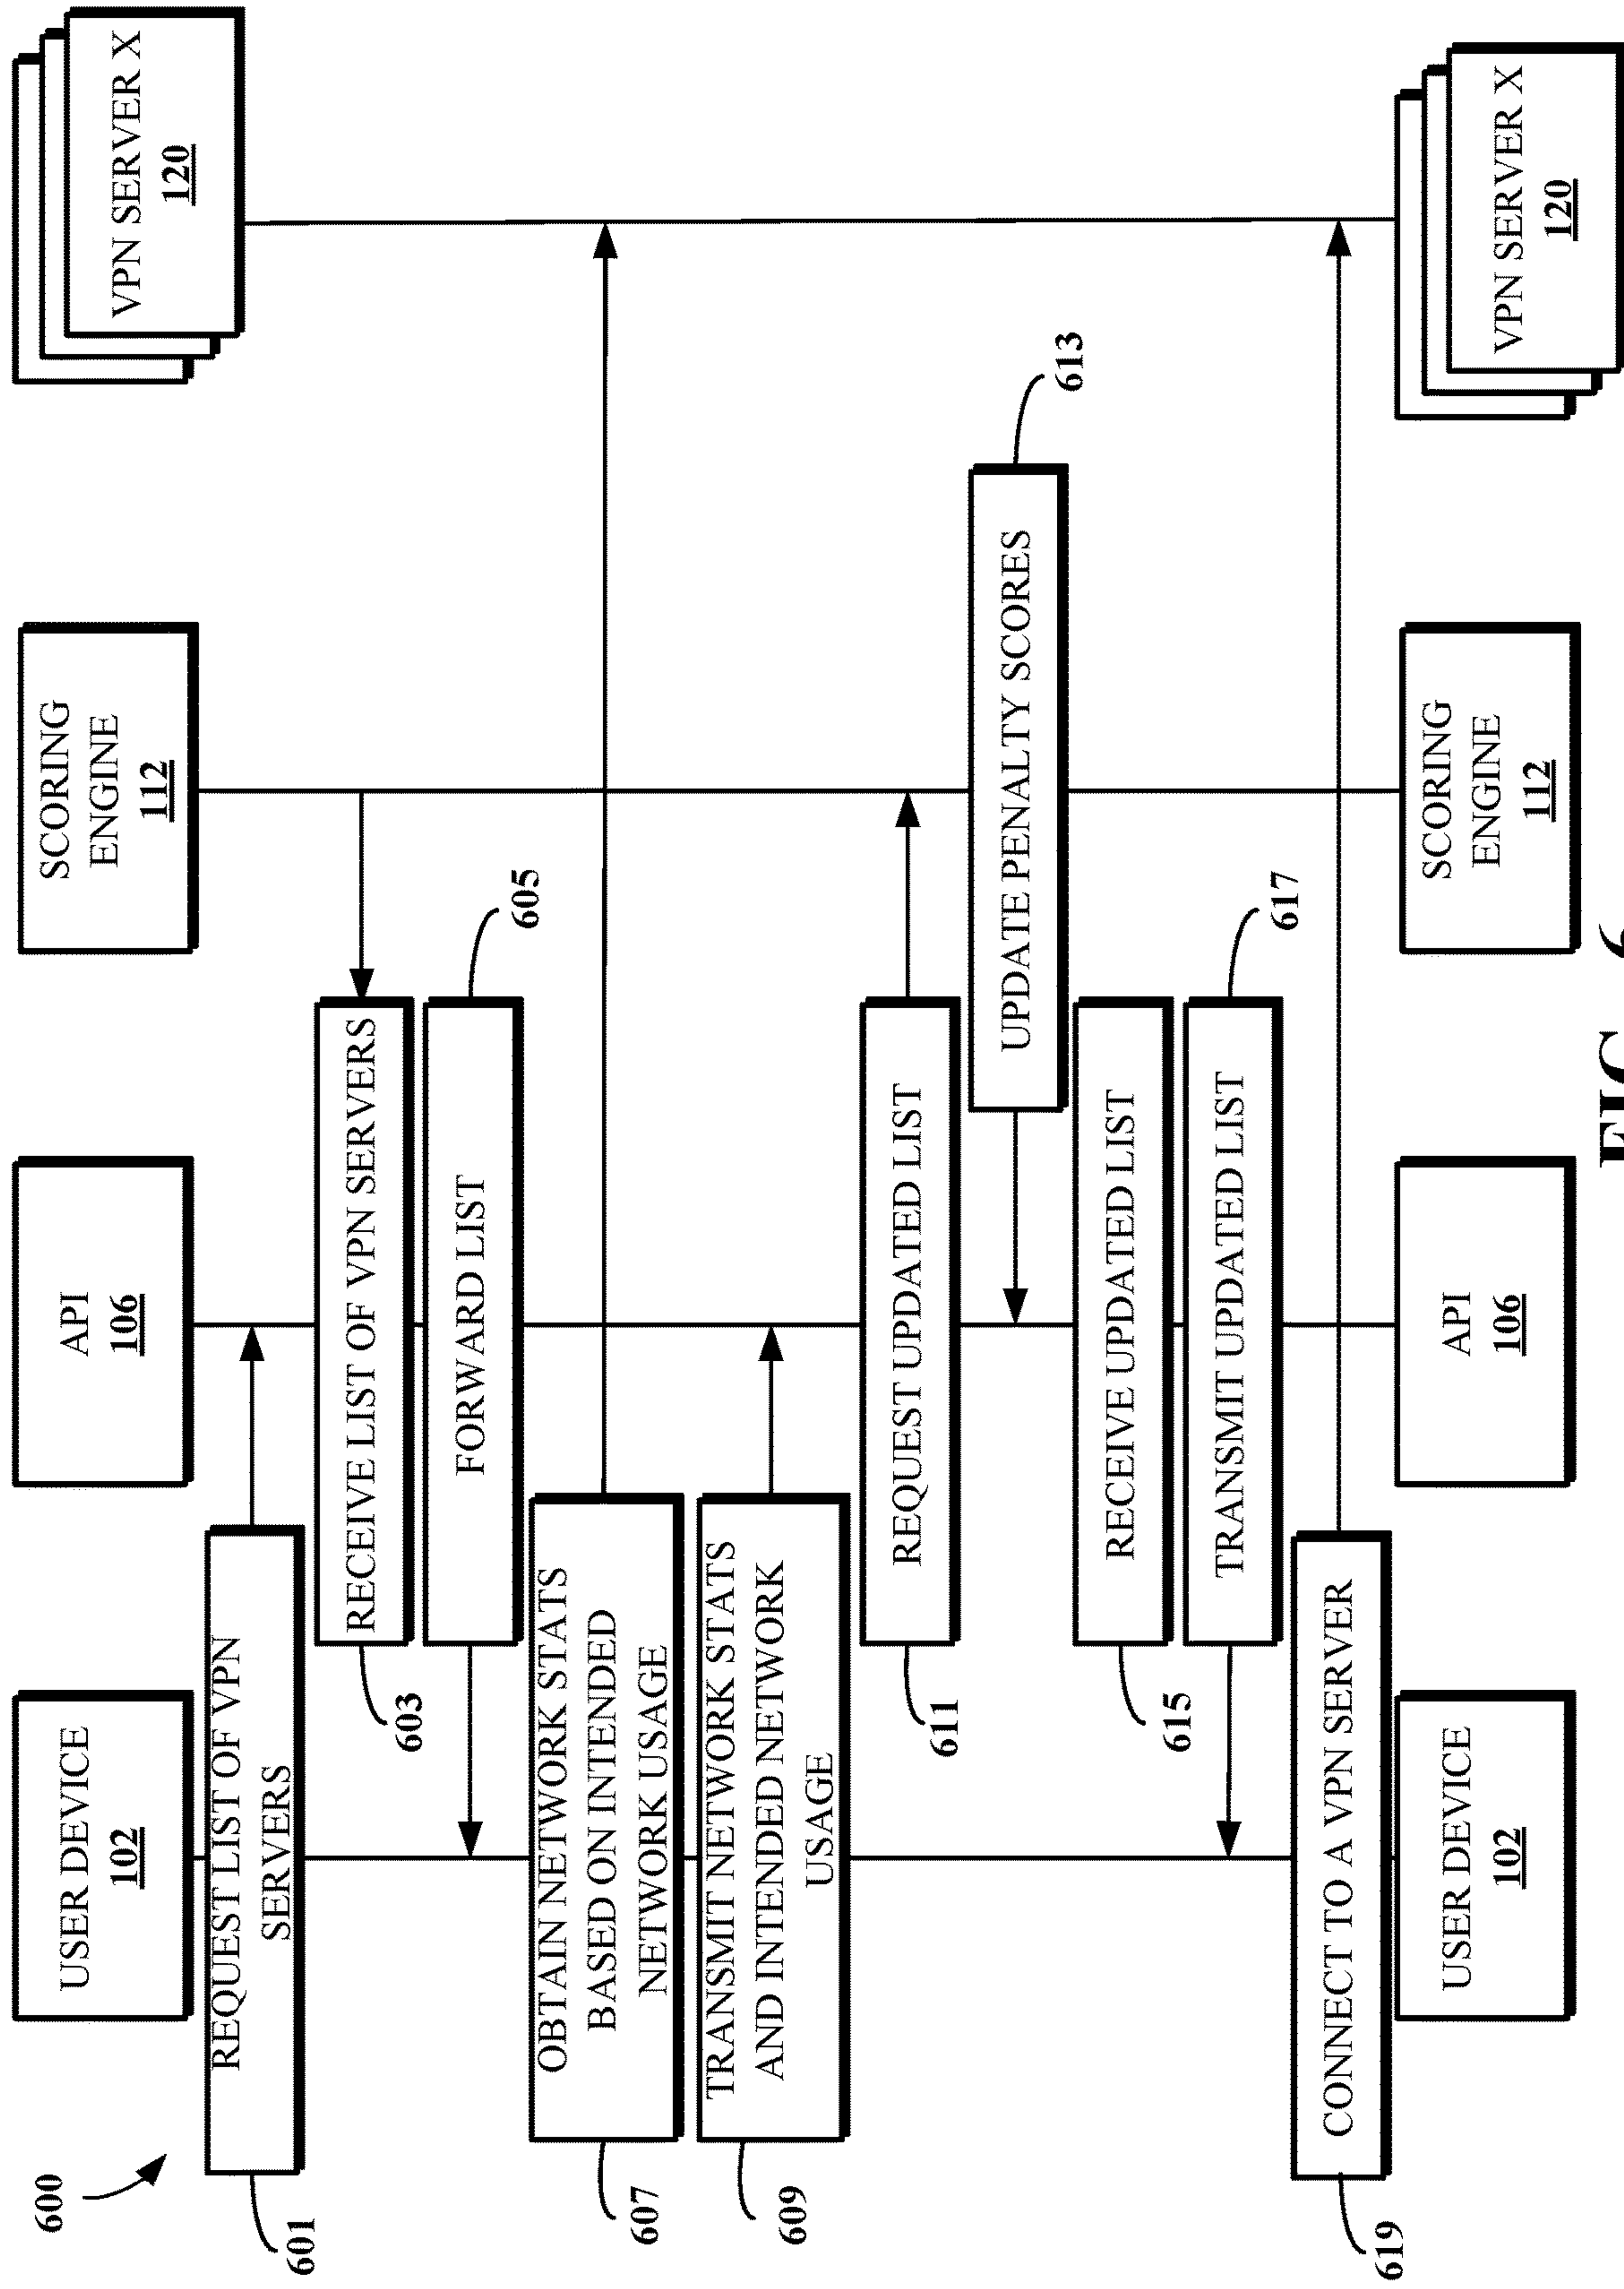 USER DEVICE
102
API
106
SCORING
ENGINE
112
VPN SERVER X
120
600
601
REQUEST LIST OF VPN
SERVERS
603
RECEIVE LIST OF VPN SERVERS
FORWARD LIST
605
607
OBTAIN NETWORK STATS
BASED ON INTENDED
NETWORK USAGE
609
TRANSMIT NETWORK STATS
AND INTENDED NETWORK
USAGE
611
REQUEST UPDATED LIST
UPDATE PENALTY SCORES
613
615
RECEIVE UPDATED LIST
TRANSMIT UPDATED LIST
617
619
CONNECT TO A VPN SERVER
USER DEVICE
102
API
106
SCORING
ENGINE
112
VPN SERVER X
120